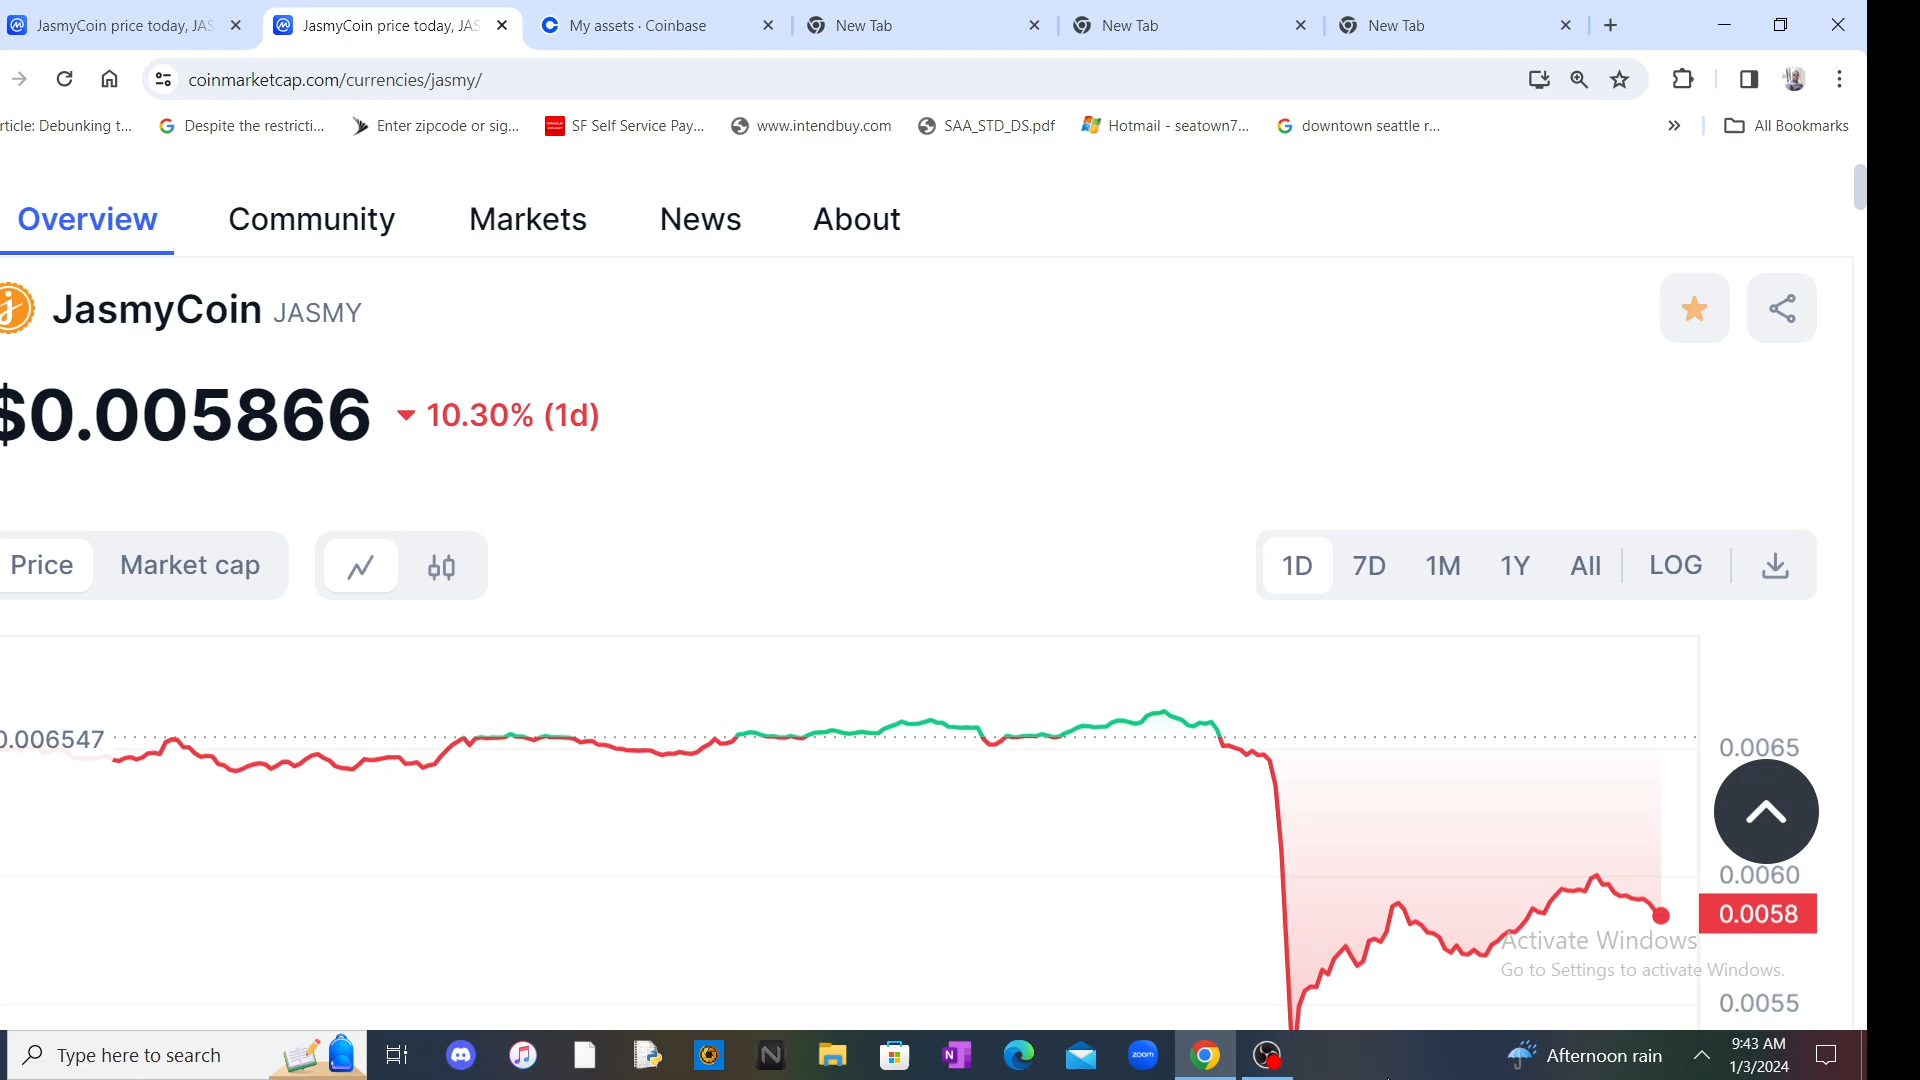 JasmyCoin price today, JAS
JasmyCoin price today, JAS
My assets · Coinbase
New Tab
New Tab
New Tab
coinmarketcap.com/currencies/jasmy/
rticle: Debunking t...
Despite the restricti...
Enter zipcode or sig...
SF Self Service Pay...
www.intendbuy.com
SAA_STD_DS.pdf
Hotmail - seatown7...
downtown seattle r...
All Bookmarks
Overview
Community
Markets
News
About
JasmyCoin JASMY
$0.005866
10.30% (1d)
Price
Market cap
1D
7D
1M
1Y
All
LOG
0.006547
0.0065
0.0060
0.0058
Activate Windows
Go to Settings to activate Windows.
0.0055
Type here to search
zoom
Afternoon rain
9:43 AM
1/3/2024